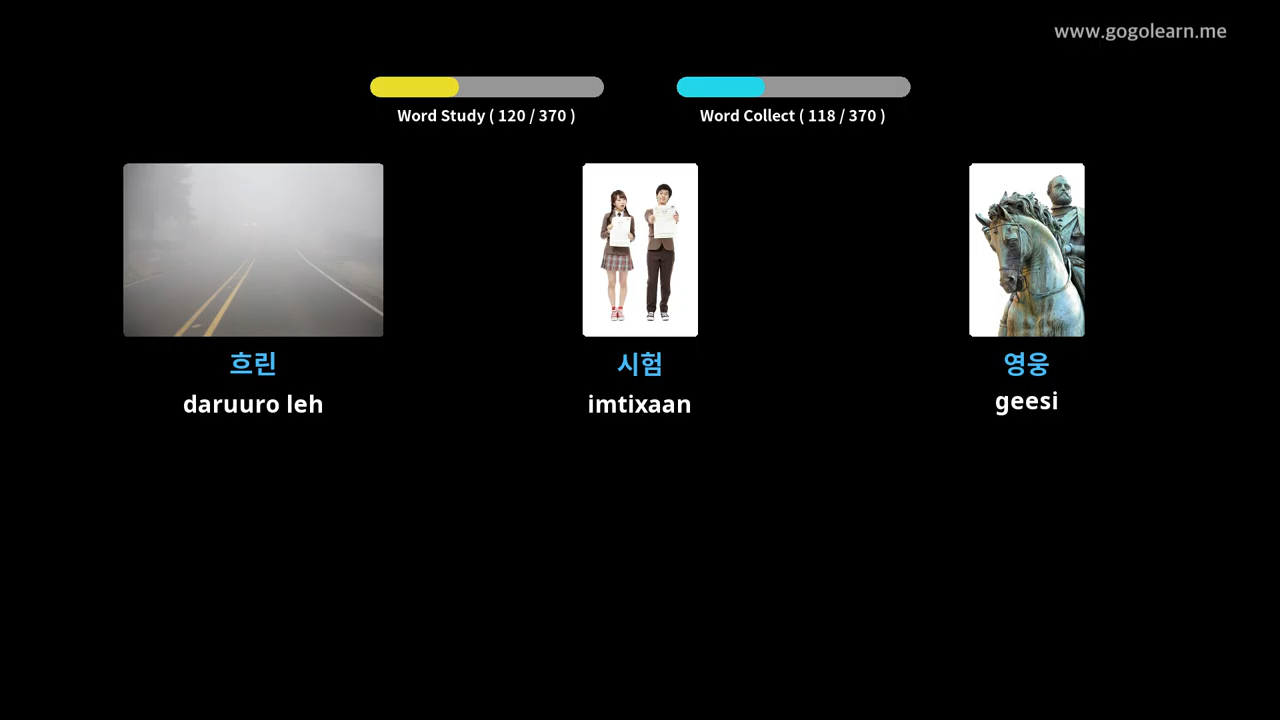 www.gogolearn.me
Word Study ( 120 / 370 )
Word Collect ( 118 / 370 )
흐린
daruuro leh
시험
imtixaan
영웅
geesi